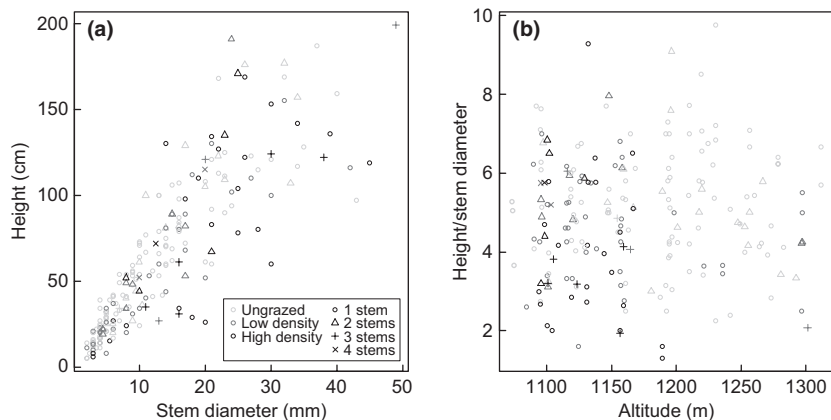 (a)
200
150
100
50
0
Height (cm)
10 20 30 40 50
Stem diameter (mm)
Ungrazed
Low density
High density
1 stem
2 stems
3 stems
4 stems
(b)
10
8
6
4
2
Height/stem diameter
1100 1150 1200 1250 1300
Altitude (m)